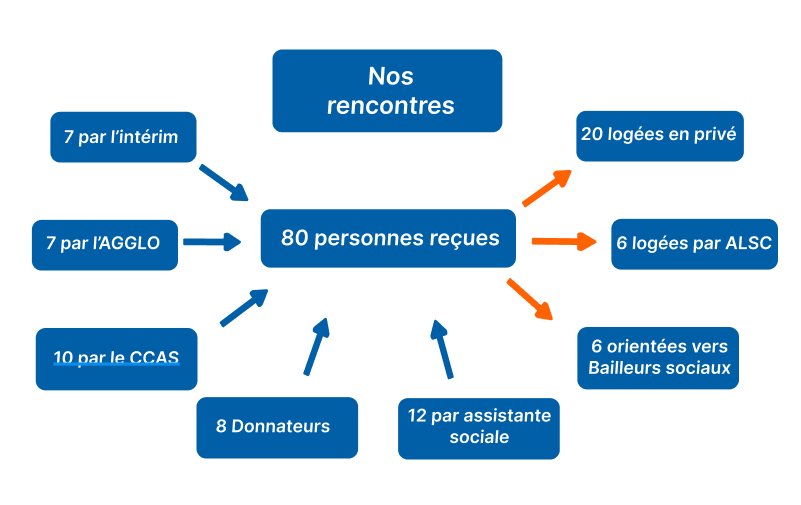 Nos
rencontres
7 par l’intérim
20 logées en privé
7 par l’AGGLO
80 personnes reçues
6 logées par ALSC
10 par le CCAS
6 orientées vers
Bailleurs sociaux
8 Donnateurs
12 par assistante
sociale